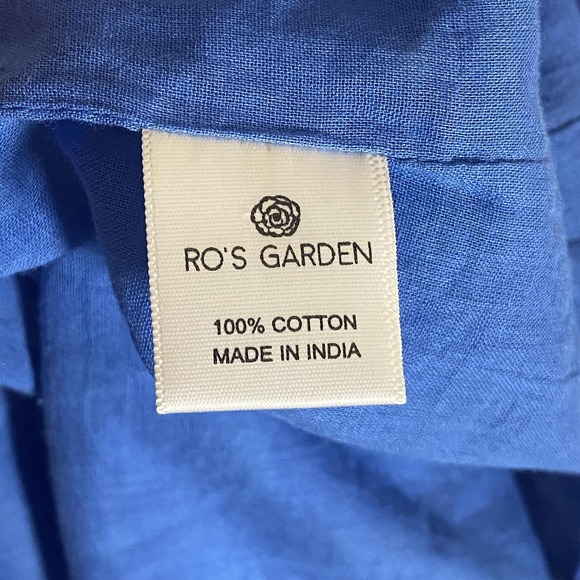 RO'S GARDEN
100% COTTON
MADE IN INDIA